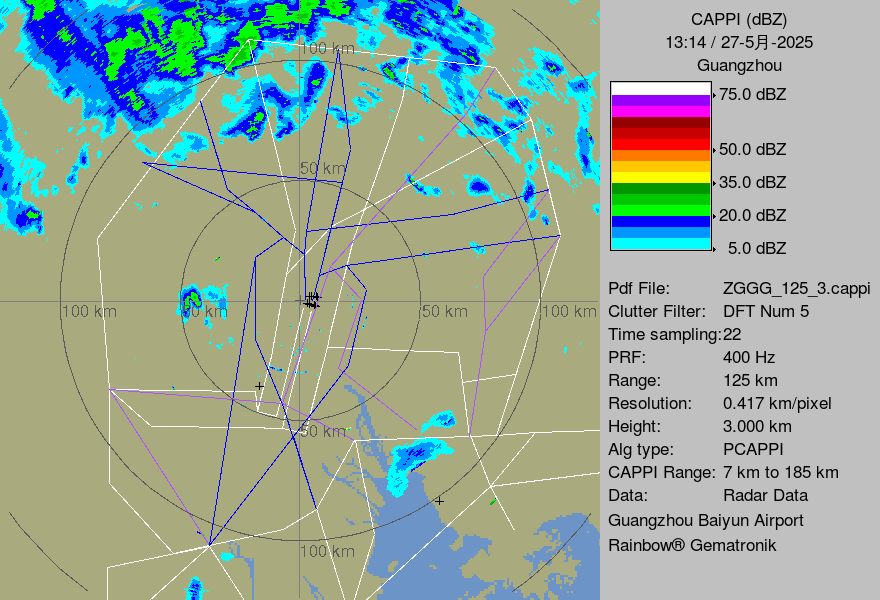 CAPPI (dBZ)
13:14 / 27-5月-2025
Guangzhou
75.0 dBZ
50.0 dBZ
35.0 dBZ
20.0 dBZ
5.0 dBZ
100 km
50 km
100 km
50 km
50 km
100 km
50 km
100 km
Pdf File: ZGGG_125_3.cappi
Clutter Filter: DFT Num 5
Time sampling:22
PRF: 400 Hz
Range: 125 km
Resolution: 0.417 km/pixel
Height: 3.000 km
Alg type: PCAPPI
CAPPI Range: 7 km to 185 km
Data: Radar Data
Guangzhou Baiyun Airport
Rainbow® Gematronik